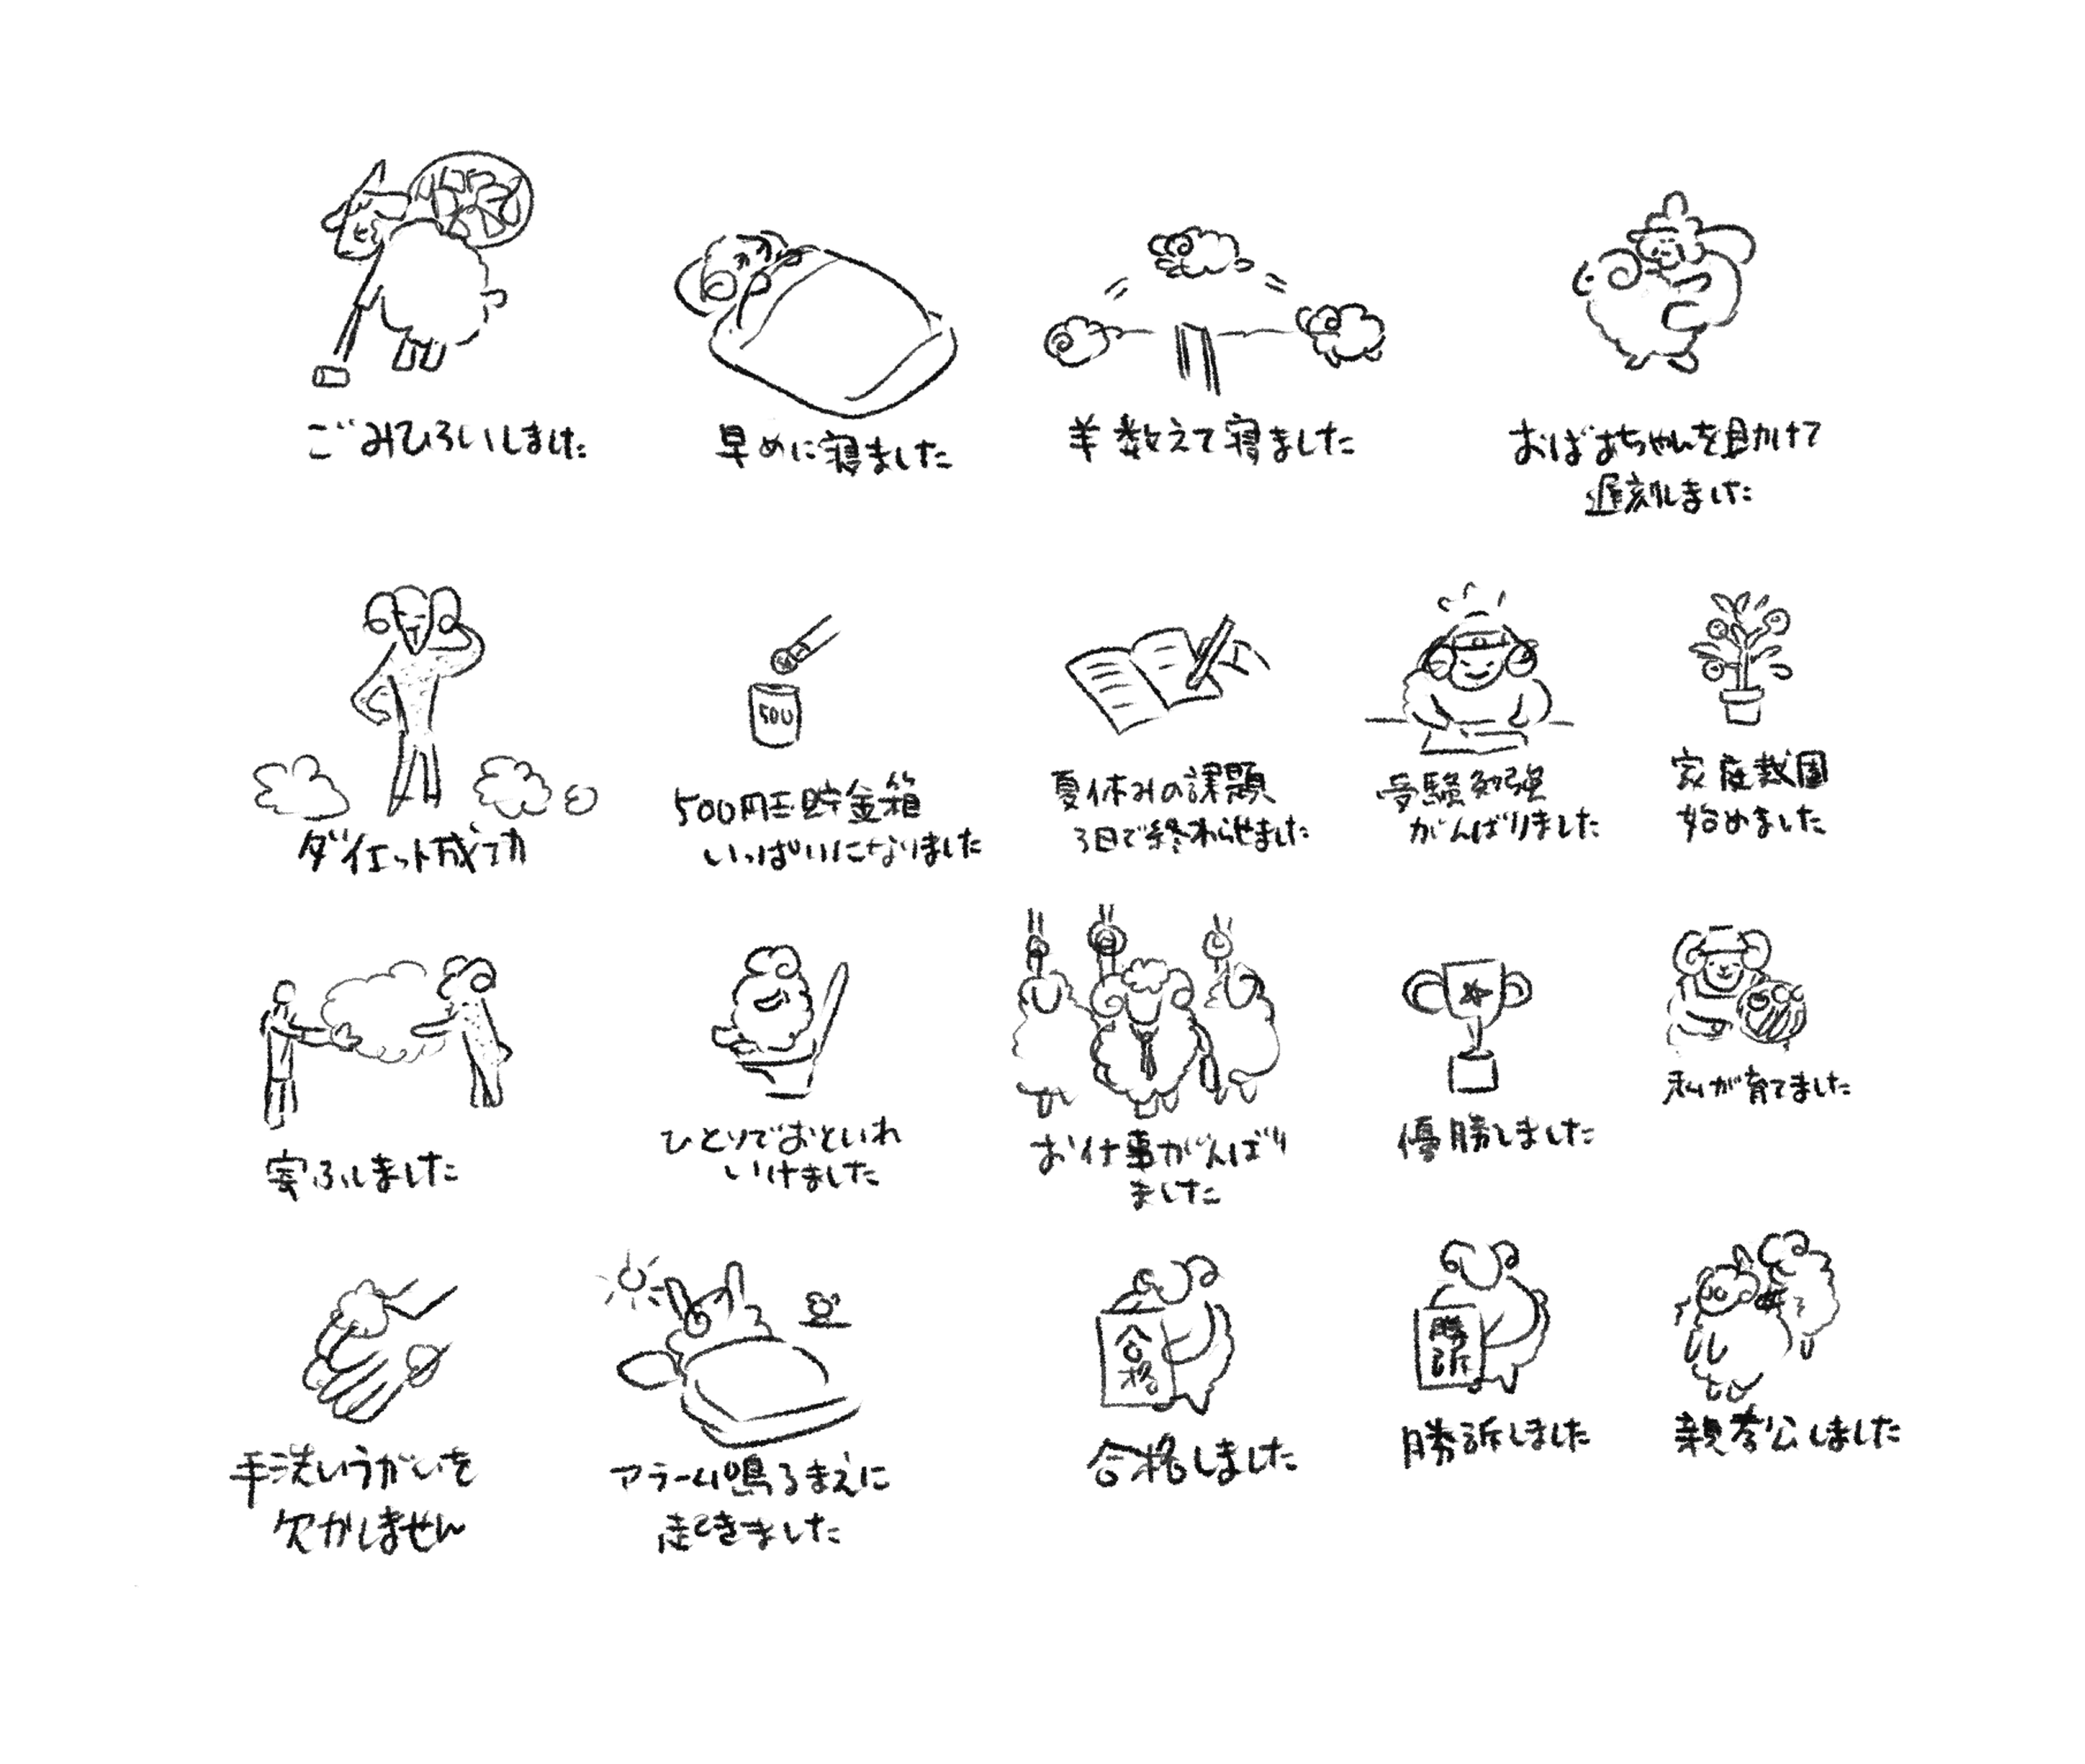 ごみひろいしました
早めに寝ました
羊数えて寝ました
おばあちゃんを助けて
遅刻しました
ダイエット成功
500
500円玉貯金箱
いっぱいになりました
夏休みの課題
3日で終わらせました
受験勉強
がんばりました
家庭栽園
始めました
寄ふしました
ひとりでおといれ
いけました
お仕事がんばり
ました
優勝しました
私が育てました
手洗いうがいを
欠かしません
アラーム鳴るまえに
起きました
合格
合格しました
勝訴
勝訴しました
親孝公しました